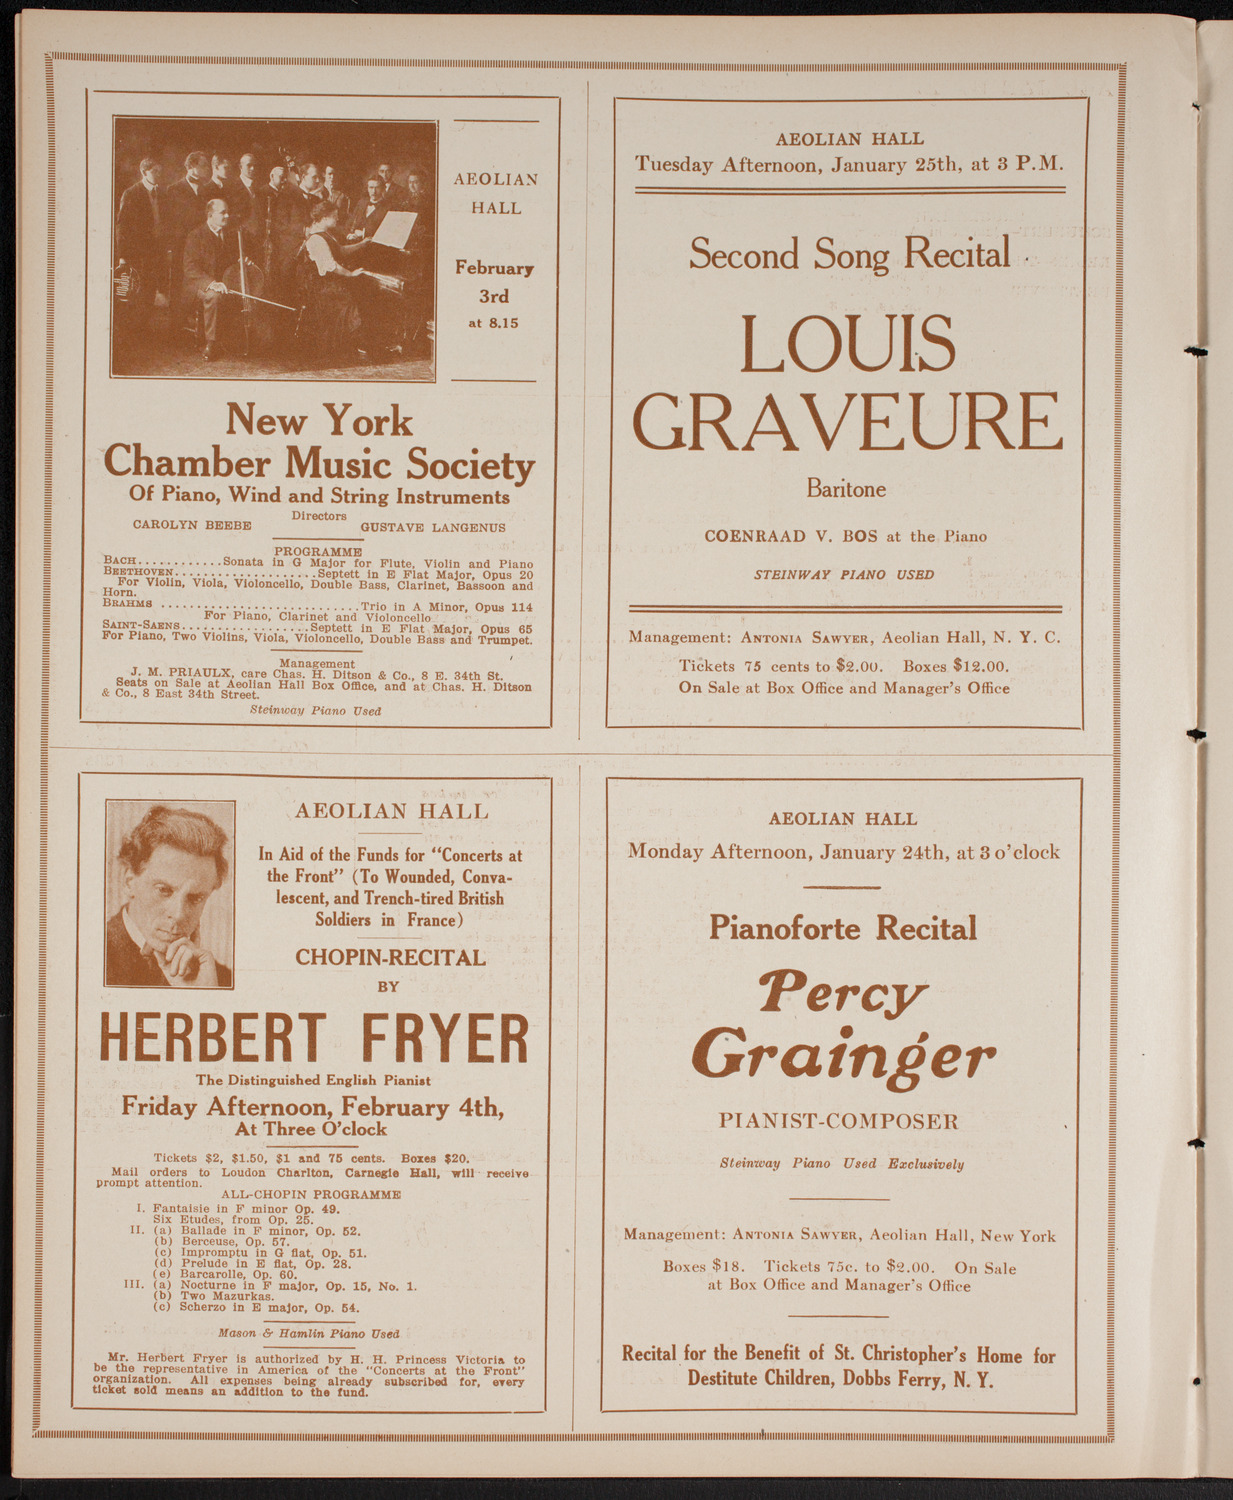 AEOLIAN
HALL
February
3rd
at 8.15
New York
Chamber Music Society
Of Piano, Wind and String Instruments
Directors
CAROLYN BEEBE GUSTAVE LANGENUS
PROGRAMME
BACH............Sonata in G Major for Flute, Violin and Piano
BEETHOVEN....................Septett in E Flat Major, Opus 20
For Violin, Viola, Violoncello, Double Bass, Clarinet, Bassoon and
Horn.
BRAHMS ...........................Trio in A Minor, Opus 114
For Piano, Clarinet and Violoncello
SAINT-SAENS.................Septett in E Flat Major, Opus 65
For Piano, Two Violins, Viola, Violoncello, Double Bass and Trumpet.
Management
J. M. PRIAULX, care Chas. H. Ditson & Co., 8 E. 34th St.
Seats on Sale at Aeolian Hall Box Office, and at Chas. H. Ditson
& Co., 8 East 34th Street.
Steinway Piano Used
AEOLIAN HALL
Tuesday Afternoon, January 25th, at 3 P.M.
Second Song Recital
LOUIS
GRAVEURE
Baritone
COENRAAD V. BOS at the Piano
STEINWAY PIANO USED
Management: ANTONIA SAWYER, Aeolian Hall, N. Y. C.
Tickets 75 cents to $2.00. Boxes $12.00.
On Sale at Box Office and Manager's Office
AEOLIAN HALL
In Aid of the Funds for "Concerts at
the Front" (To Wounded, Conva-
lescent, and Trench-tired British
Soldiers in France)
CHOPIN-RECITAL
BY
HERBERT FRYER
The Distinguished English Pianist
Friday Afternoon, February 4th,
At Three O'clock
Tickets $2, $1.50, $1 and 75 cents. Boxes $20.
Mail orders to Loudon Charlton, Carnegie Hall, will receive
prompt attention.
ALL-CHOPIN PROGRAMME
I. Fantaisie in F minor Op. 49.
Six Etudes, from Op. 25.
II. (a) Ballade in F minor, Op. 52.
(b) Berceuse, Op. 57.
(c) Impromptu in G flat, Op. 51.
(d) Prelude in E flat, Op. 28.
(e) Barcarolle, Op. 60.
III. (a) Nocturne in F major, Op. 15, No. 1.
(b) Two Mazurkas.
(c) Scherzo in E major, Op. 54.
Mason & Hamlin Piano Used
Mr. Herbert Fryer is authorized by H. H. Princess Victoria to
be the representative in America of the "Concerts at the Front"
organization. All expenses being already subscribed for, every
ticket sold means an addition to the fund.
AEOLIAN HALL
Monday Afternoon, January 24th, at 3 o'clock
Pianoforte Recital
Percy
Grainger
PIANIST-COMPOSER
Steinway Piano Used Exclusively
Management: ANTONIA SAWYER, Aeolian Hall, New York
Boxes $18. Tickets 75c. to $2.00. On Sale
at Box Office and Manager's Office
Recital for the Benefit of St. Christopher's Home for
Destitute Children, Dobbs Ferry, N. Y.